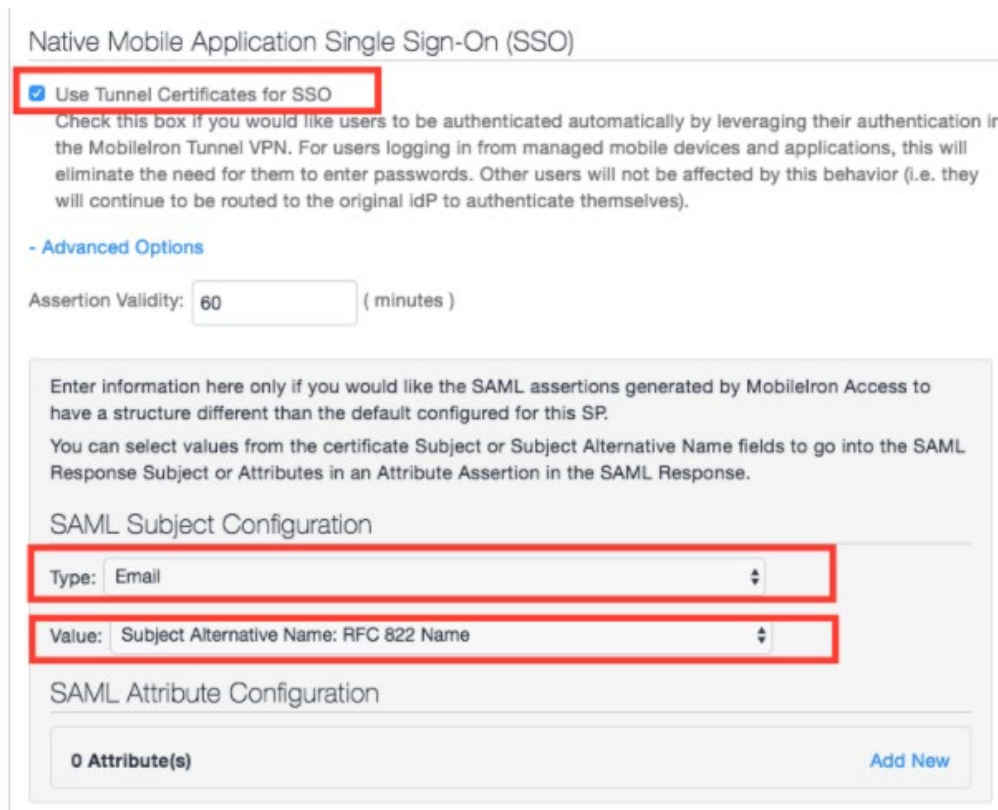 Native Mobile Application Single Sign-On (SSO)
Use Tunnel Certificates for SSO
Check this box if you would like users to be authenticated automatically by leveraging their authentication in
the MobileIron Tunnel VPN. For users logging in from managed mobile devices and applications, this will
eliminate the need for them to enter passwords. Other users will not be affected by this behavior (i.e. they
will continue to be routed to the original idP to authenticate themselves).
- Advanced Options
Assertion Validity: 60 ( minutes )
Enter information here only if you would like the SAML assertions generated by MobileIron Access to
have a structure different than the default configured for this SP.
You can select values from the certificate Subject or Subject Alternative Name fields to go into the SAML
Response Subject or Attributes in an Attribute Assertion in the SAML Response.
SAML Subject Configuration
Type: Email
Value: Subject Alternative Name: RFC 822 Name
SAML Attribute Configuration
0 Attribute(s) Add New